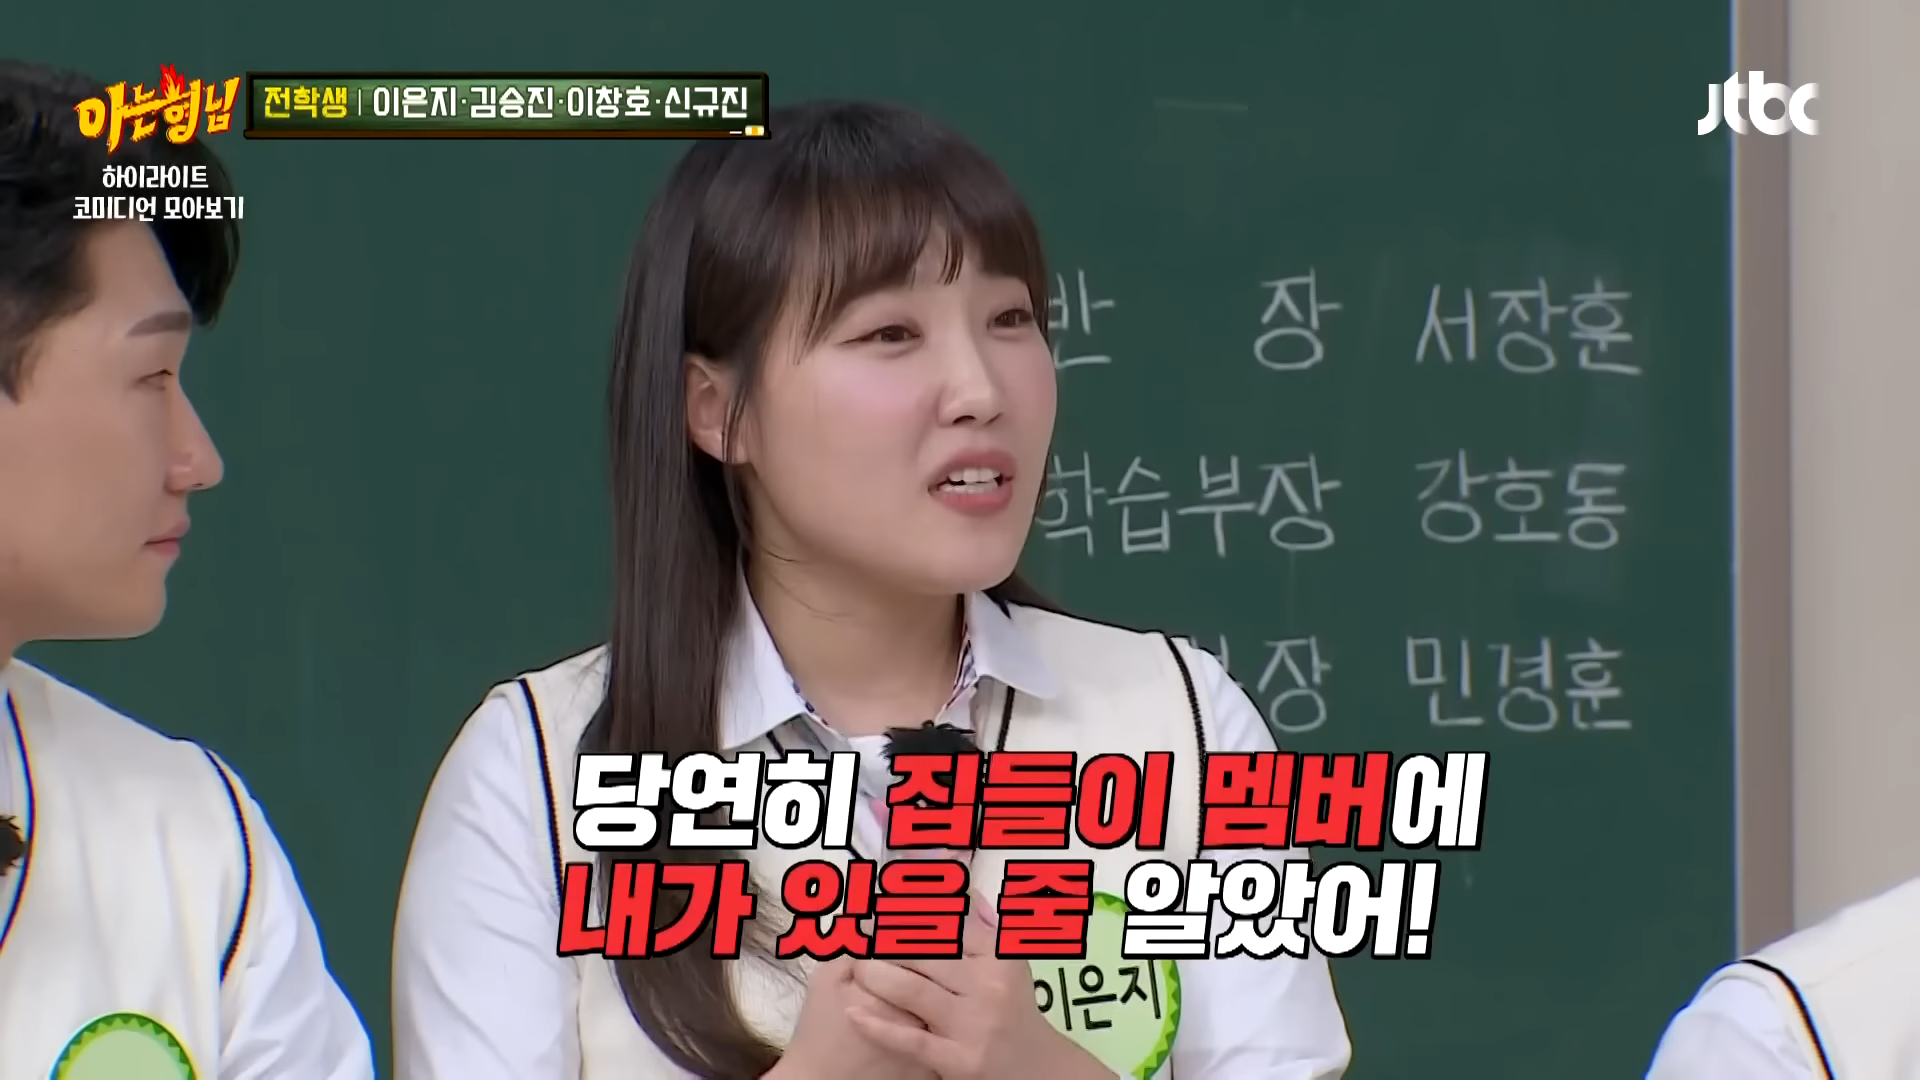 아는형님
전학생 | 이은지·김승진·이창호·신규진
jtbc
하이라이트
코미디언 모아보기
반 장 서장훈
학습부장 강호동
부장 민경훈
당연히 집들이 멤버에
내가 있을 줄 알았어!
이은지